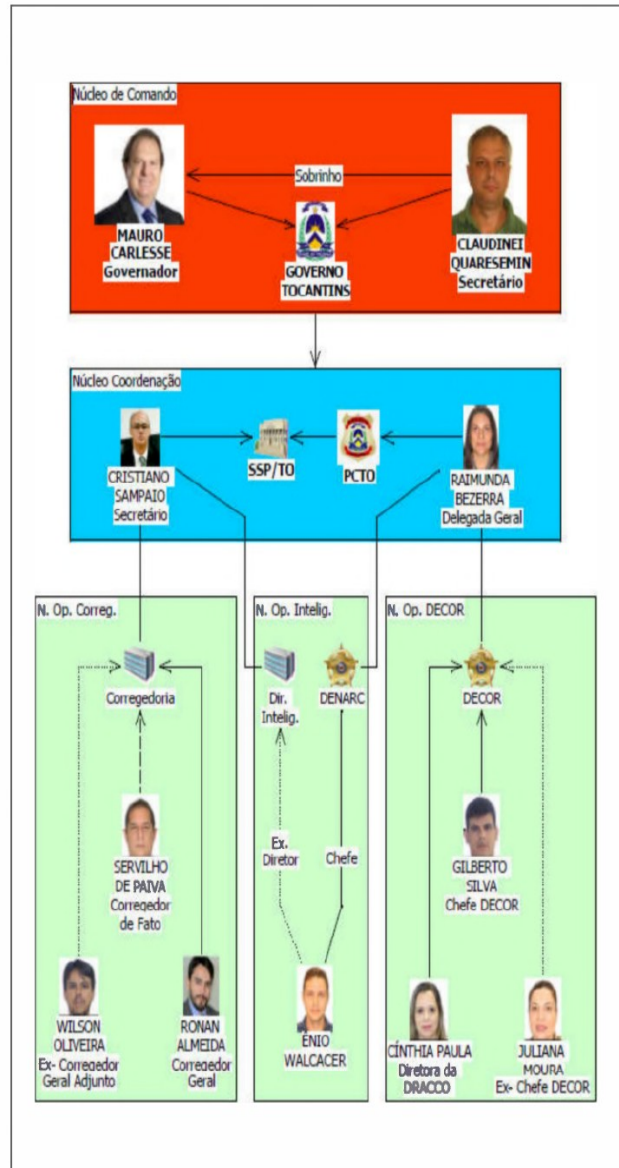 Núcleo de Comando
Sobrinho
MAURO
CARLESSE
Governador
GOVERNO
TOCANTINS
CLAUDINEI
QUARESEMIN
Secretário
Núcleo Coordenação
CRISTIANO
SAMPAIO
Secretário
SSP/TO
PCTO
RAIMUNDA
BEZERRA
Delegada Geral
N. Op. Correg.
Corregedoria
SERVILHO
DE PAIVA
Corregedor
de Fato
WILSON
OLIVEIRA
Ex- Corregedor
Geral Adjunto
RONAN
ALMEIDA
Corregedor
Geral
N. Op. Intelig.
Dir.
Intelig.
DENARC
Ex.
Diretor
Chefe
ÊNIO
WALCACER
N. Op. DECOR
DECOR
GILBERTO
SILVA
Chefe DECOR
CÍNTHIA PAULA
Diretora da
DRACCO
JULIANA
MOURA
Ex- Chefe DECOR